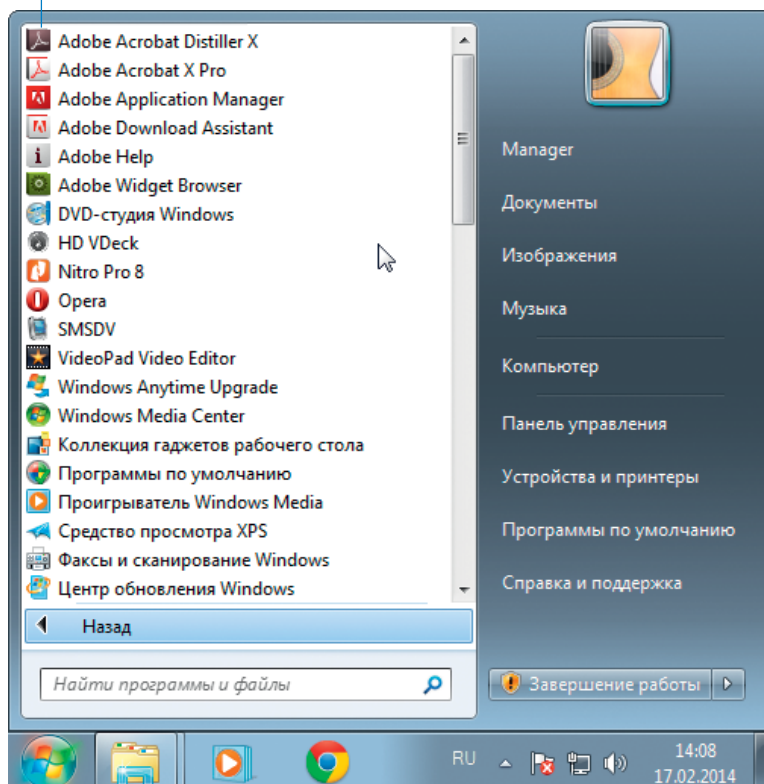 Adobe Acrobat Distiller X
Adobe Acrobat X Pro
Adobe Application Manager
Adobe Download Assistant
Adobe Help
Adobe Widget Browser
DVD-студия Windows
HD VDeck
Nitro Pro 8
Opera
SMSDV
VideoPad Video Editor
Windows Anytime Upgrade
Windows Media Center
Коллекция гаджетов рабочего стола
Программы по умолчанию
Проигрыватель Windows Media
Средство просмотра XPS
Факсы и сканирование Windows
Центр обновления Windows
Назад
Найти программы и файлы
Manager
Документы
Изображения
Музыка
Компьютер
Панель управления
Устройства и принтеры
Программы по умолчанию
Справка и поддержка
Завершение работы
RU
14:08
17.02.2014